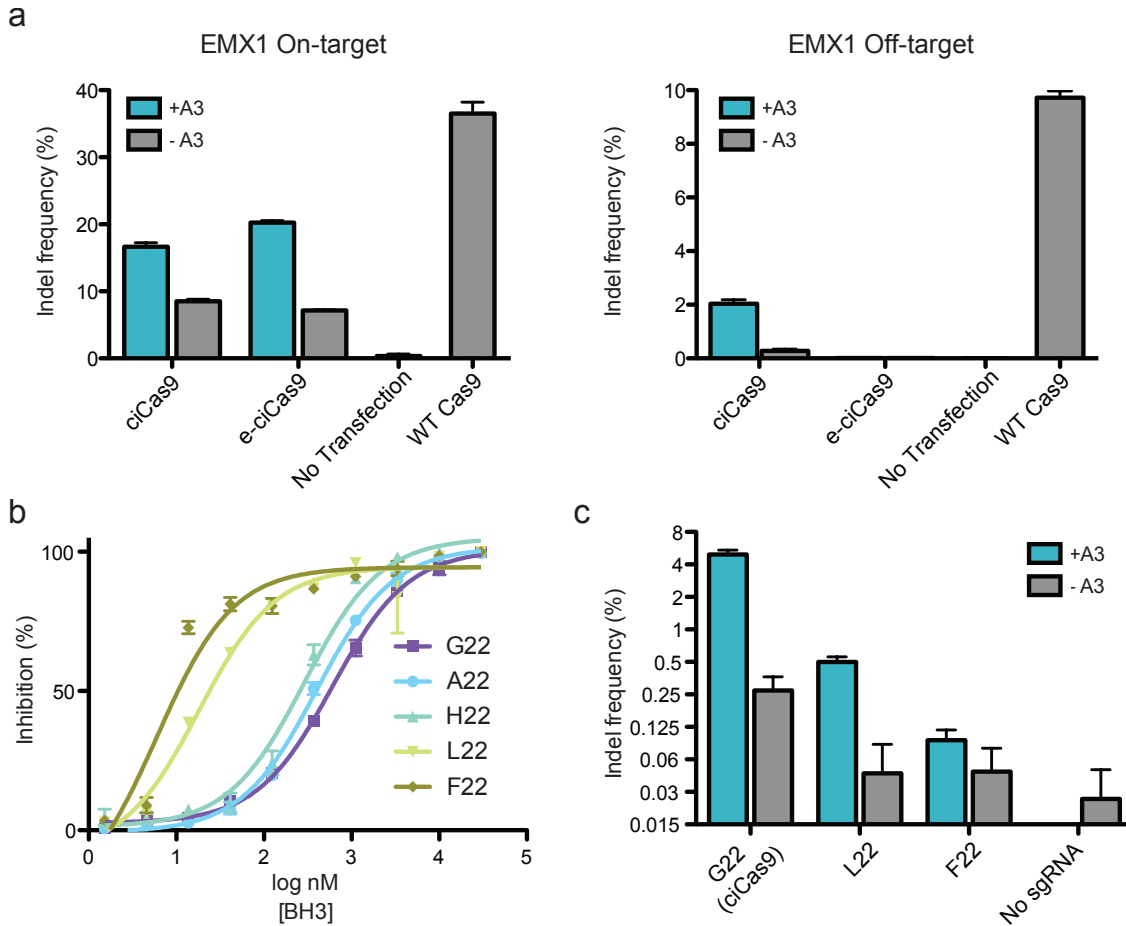 a
EMX1 On-target
Indel frequency (%)
40
30
20
10
0
+A3
- A3
ciCas9
e-ciCas9
No Transfection
WT Cas9
EMX1 Off-target
Indel frequency (%)
10
8
6
4
2
0
+A3
- A3
ciCas9
e-ciCas9
No Transfection
WT Cas9
b
Inhibition (%)
100
50
0
G22
A22
H22
L22
F22
0 1 2 3 4 5
log nM
[BH3]
c
Indel frequency (%)
8
4
2
1
0.5
0.25
0.125
0.06
0.03
0.015
+A3
- A3
G22
(ciCas9)
L22
F22
No sgRNA